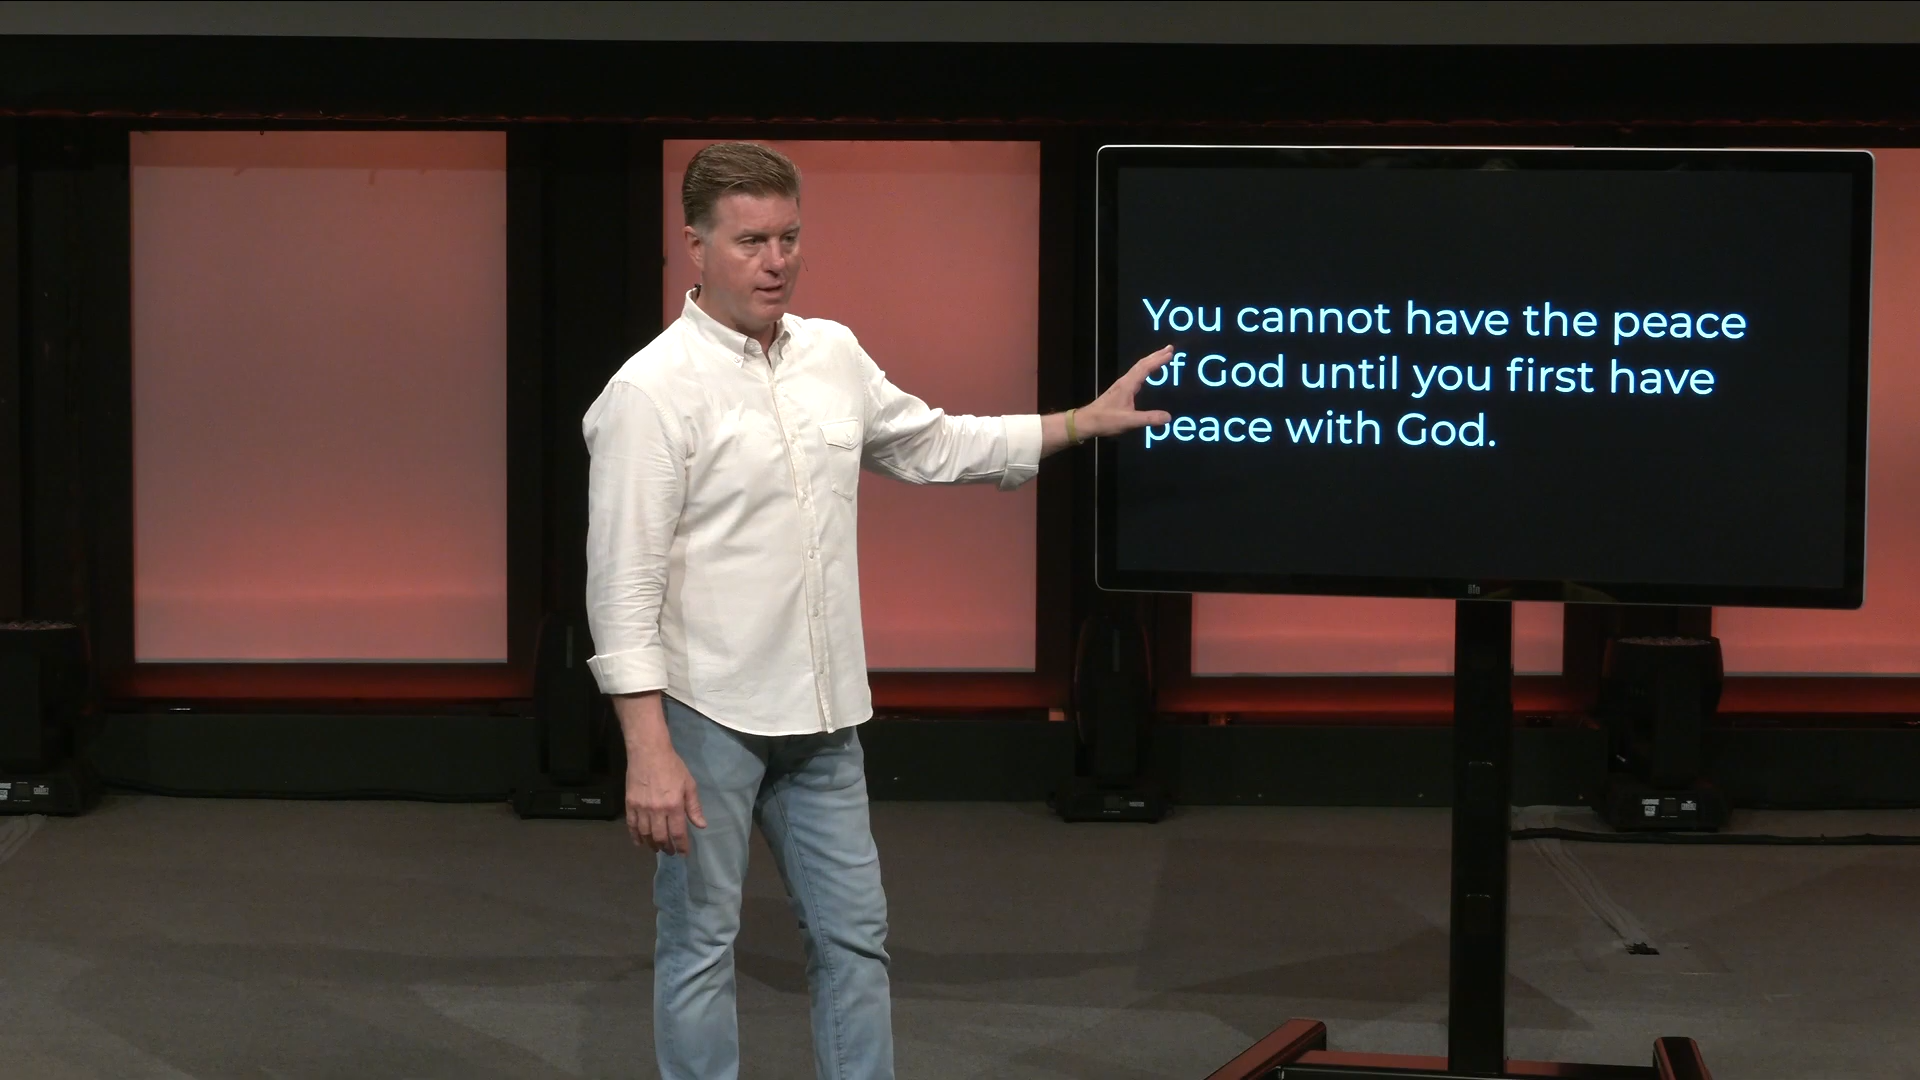 You cannot have the peace
of God until you first have
peace with God.